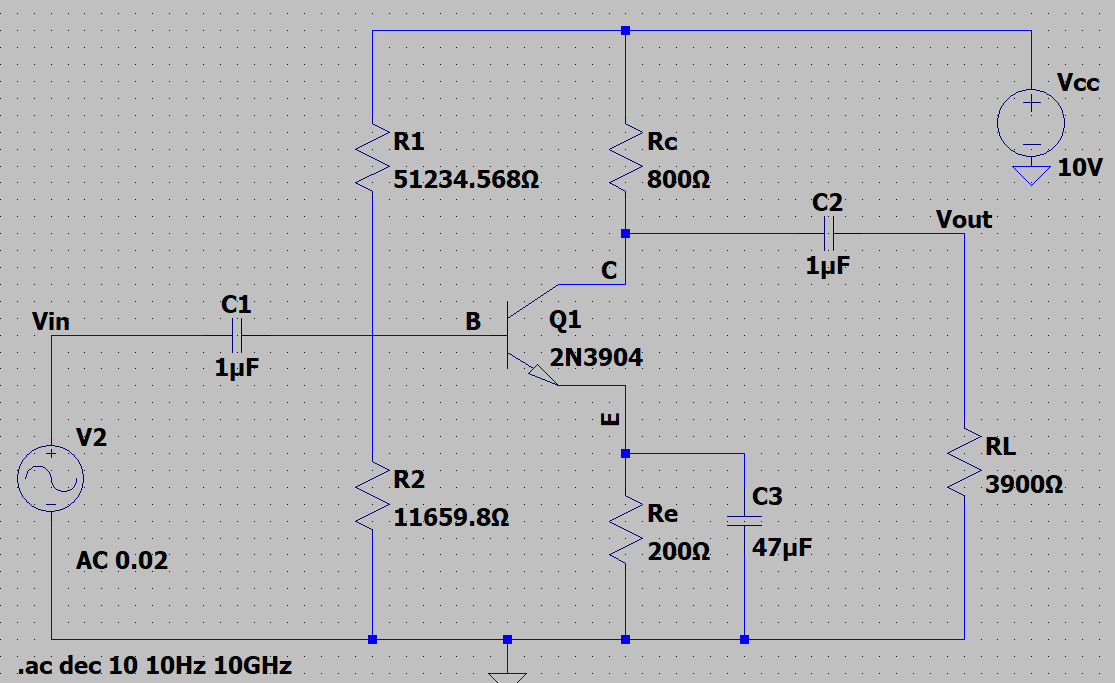 Vcc
10V
R1
51234.568Ω
Rc
800Ω
C2
1µF
Vout
C
C1
1µF
Vin
B
Q1
2N3904
E
V2
AC 0.02
R2
11659.8Ω
Re
200Ω
C3
47µF
RL
3900Ω
.ac dec 10 10Hz 10GHz